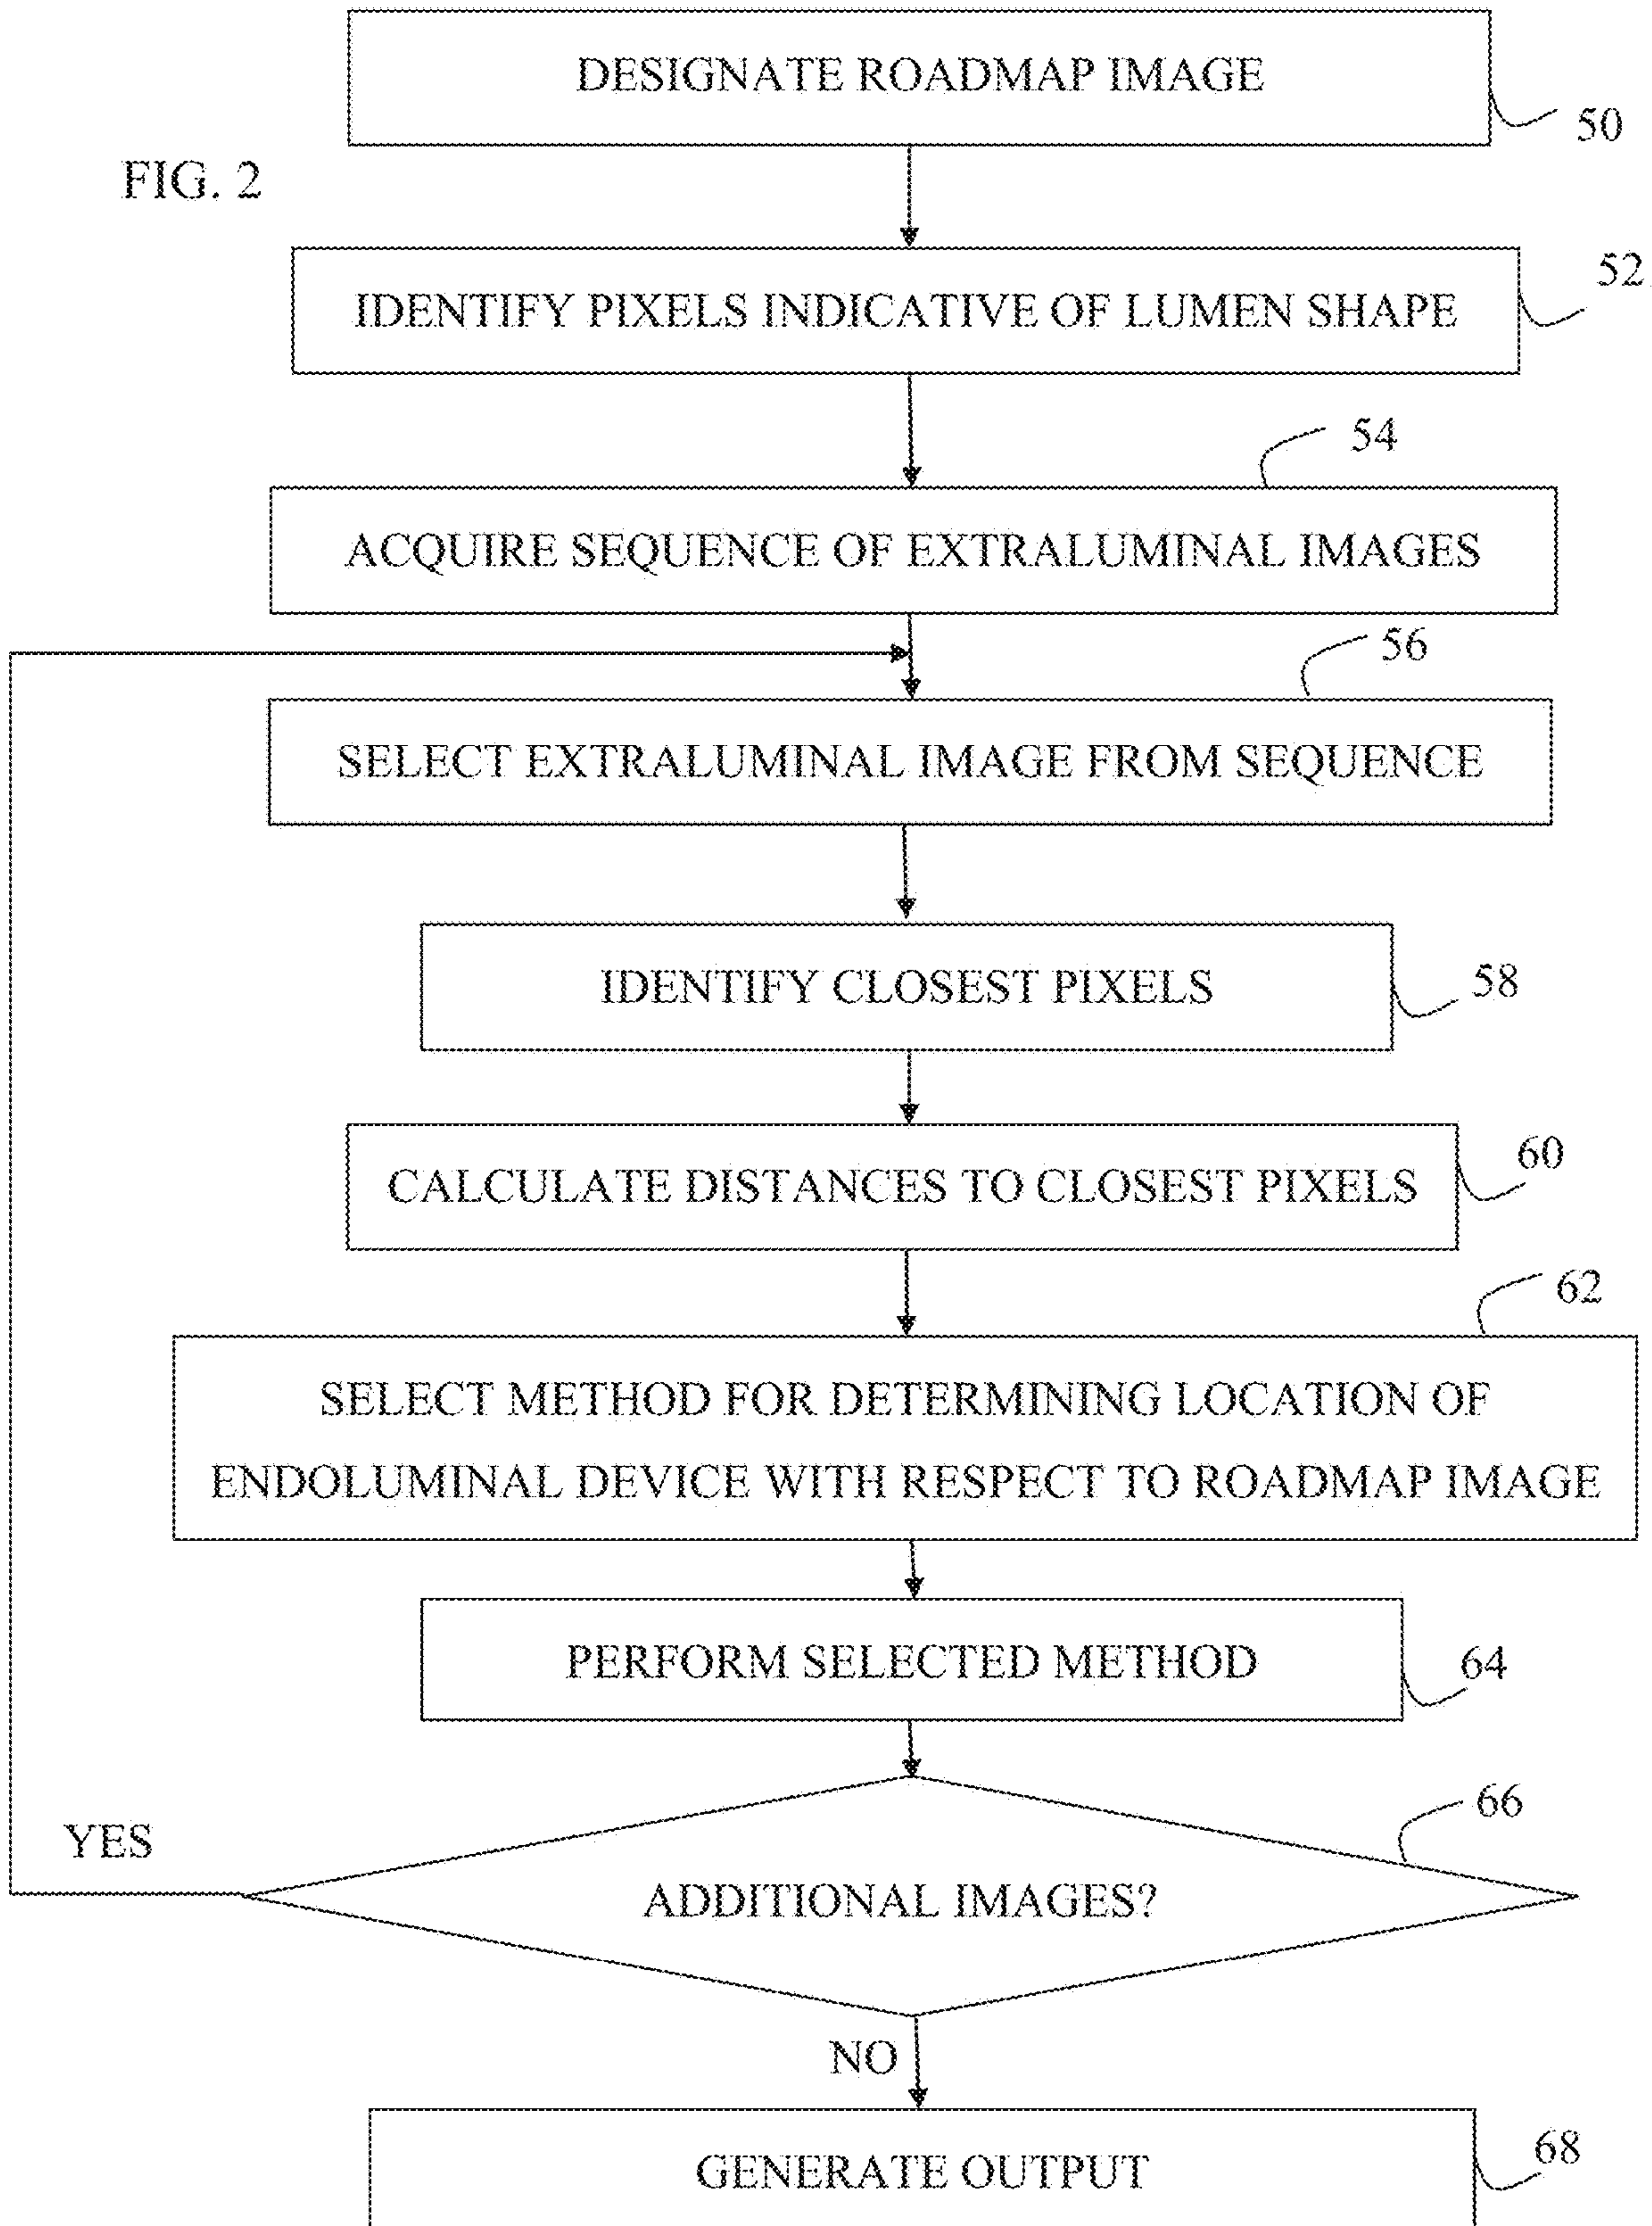 DESIGNATE ROADMAP IMAGE
50
FIG. 2
IDENTIFY PIXELS INDICATIVE OF LUMEN SHAPE
52
54
ACQUIRE SEQUENCE OF EXTRALUMINAL IMAGES
56
SELECT EXTRALUMINAL IMAGE FROM SEQUENCE
IDENTIFY CLOSEST PIXELS
58
CALCULATE DISTANCES TO CLOSEST PIXELS
60
62
SELECT METHOD FOR DETERMINING LOCATION OF
ENDOLUMINAL DEVICE WITH RESPECT TO ROADMAP IMAGE
PERFORM SELECTED METHOD
64
66
YES
ADDITIONAL IMAGES?
NO
GENERATE OUTPUT
68